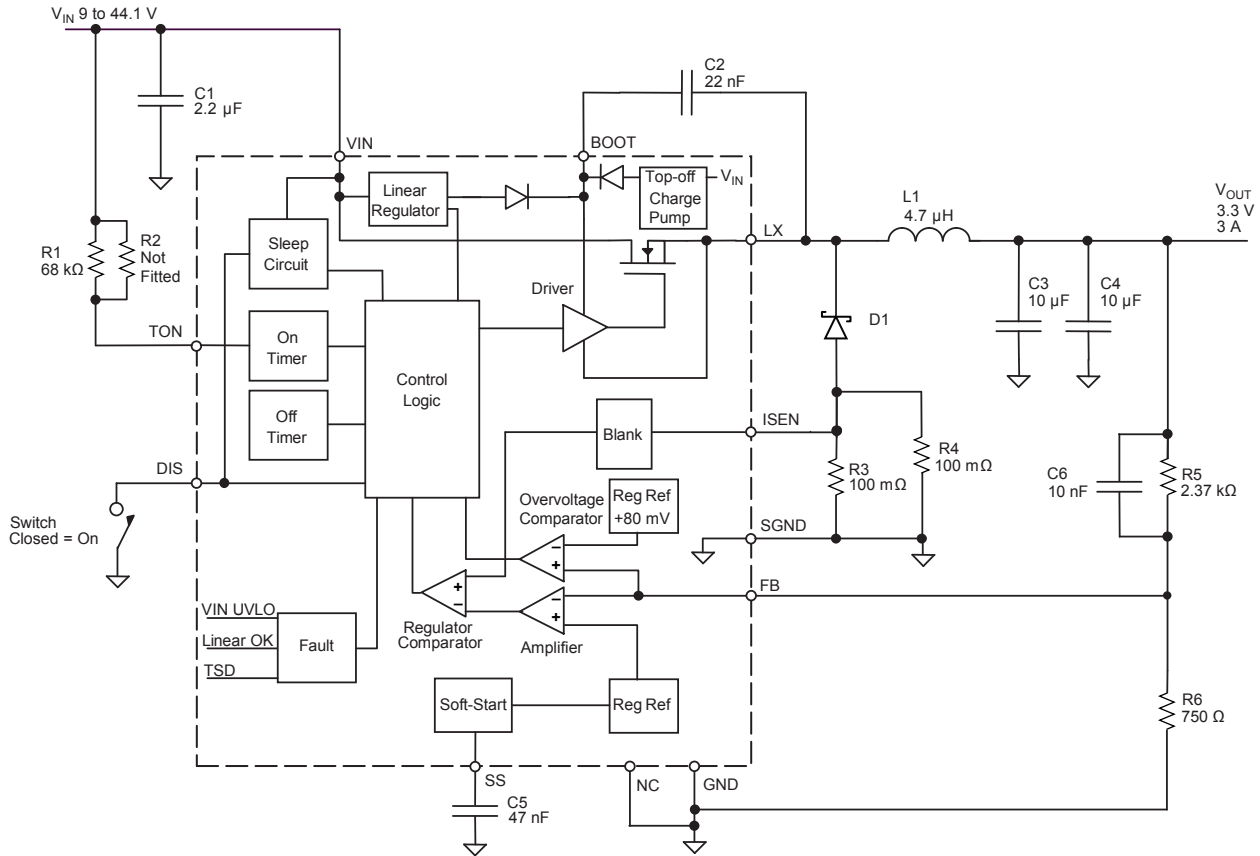 VIN 9 to 44.1 V
C1
2.2 µF
C2
22 nF
VIN
BOOT
Linear
Regulator
Top-off
Charge
Pump
VIN
LX
L1
4.7 µH
VOUT
3.3 V
3 A
R1
68 kΩ
R2
Not
Fitted
Sleep
Circuit
C3
10 µF
C4
10 µF
TON
On
Timer
Driver
D1
Control
Logic
Off
Timer
Blank
ISEN
R3
100 mΩ
R4
100 mΩ
C6
10 nF
R5
2.37 kΩ
DIS
Switch
Closed = On
Overvoltage
Comparator
Reg Ref
+80 mV
SGND
–
+
FB
+
–
–
+
Regulator
Comparator
Amplifier
VIN UVLO
Linear OK
TSD
Fault
Soft-Start
Reg Ref
R6
750 Ω
SS
NC
GND
C5
47 nF